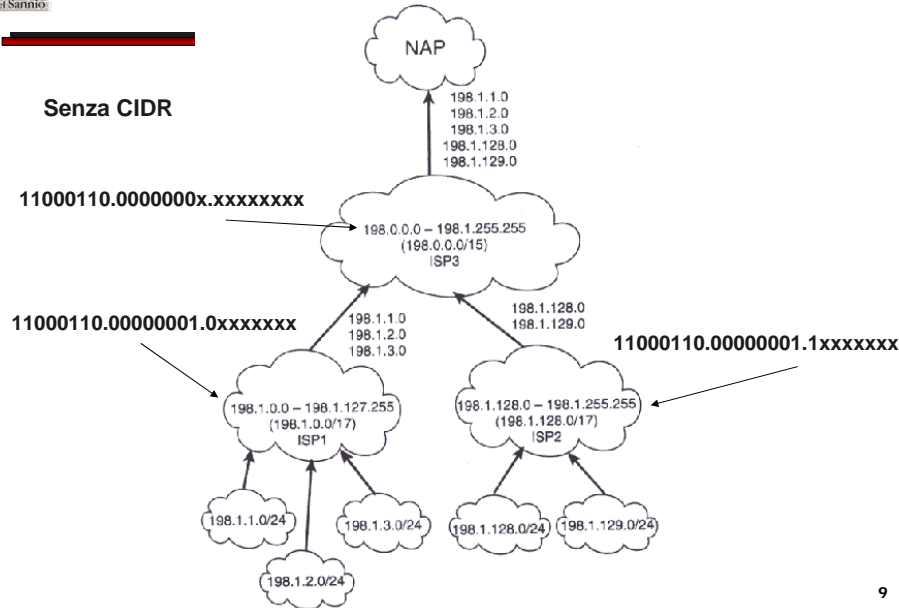 el Sannio
NAP
Senza CIDR
198.1.1.0
198.1.2.0
198.1.3.0
198.1.128.0
198.1.129.0
11000110.0000000x.xxxxxxxx
198.0.0.0 – 198.1.255.255
(198.0.0.0/15)
ISP3
11000110.00000001.0xxxxxxx
198.1.1.0
198.1.2.0
198.1.3.0
198.1.128.0
198.1.129.0
11000110.00000001.1xxxxxxx
198.1.0.0 – 198.1.127.255
(198.1.0.0/17)
ISP1
198.1.128.0 – 198.1.255.255
(198.1.128.0/17)
ISP2
198.1.1.0/24
198.1.3.0/24
198.1.128.0/24
198.1.129.0/24
198.1.2.0/24
9